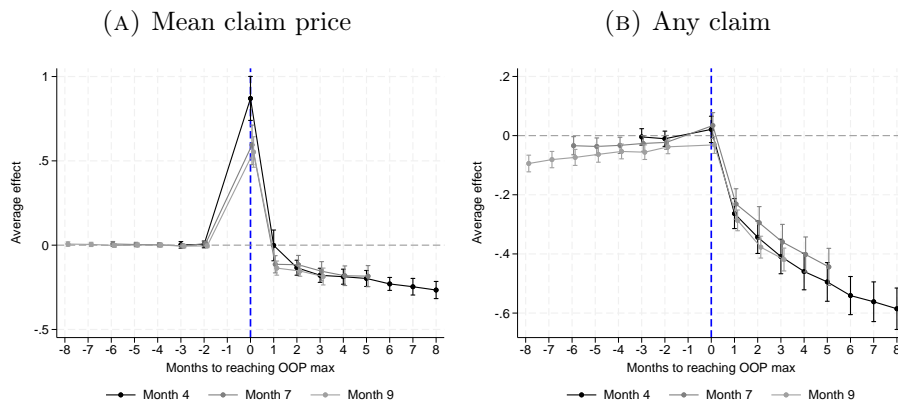 (A) Mean claim price
1
.5
0
-.5
Average effect
-8 -7 -6 -5 -4 -3 -2 -1 0 1 2 3 4 5 6 7 8
Months to reaching OOP max
Month 4 Month 7 Month 9
(B) Any claim
.2
0
-.2
-.4
-.6
Average effect
-8 -7 -6 -5 -4 -3 -2 -1 0 1 2 3 4 5 6 7 8
Months to reaching OOP max
Month 4 Month 7 Month 9